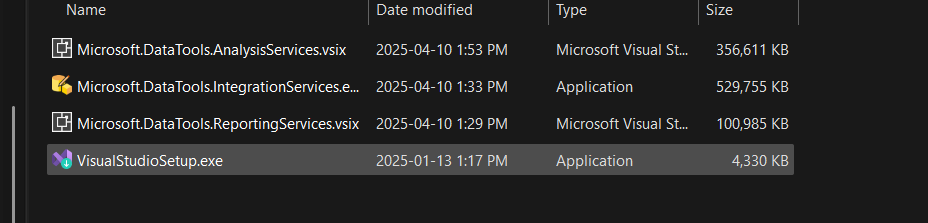 Name Date modified Type Size
Microsoft.DataTools.AnalysisServices.vsix 2025-04-10 1:53 PM Microsoft Visual St... 356,611 KB
Microsoft.DataTools.IntegrationServices.e... 2025-04-10 1:33 PM Application 529,755 KB
Microsoft.DataTools.ReportingServices.vsix 2025-04-10 1:29 PM Microsoft Visual St... 100,985 KB
VisualStudioSetup.exe 2025-01-13 1:17 PM Application 4,330 KB